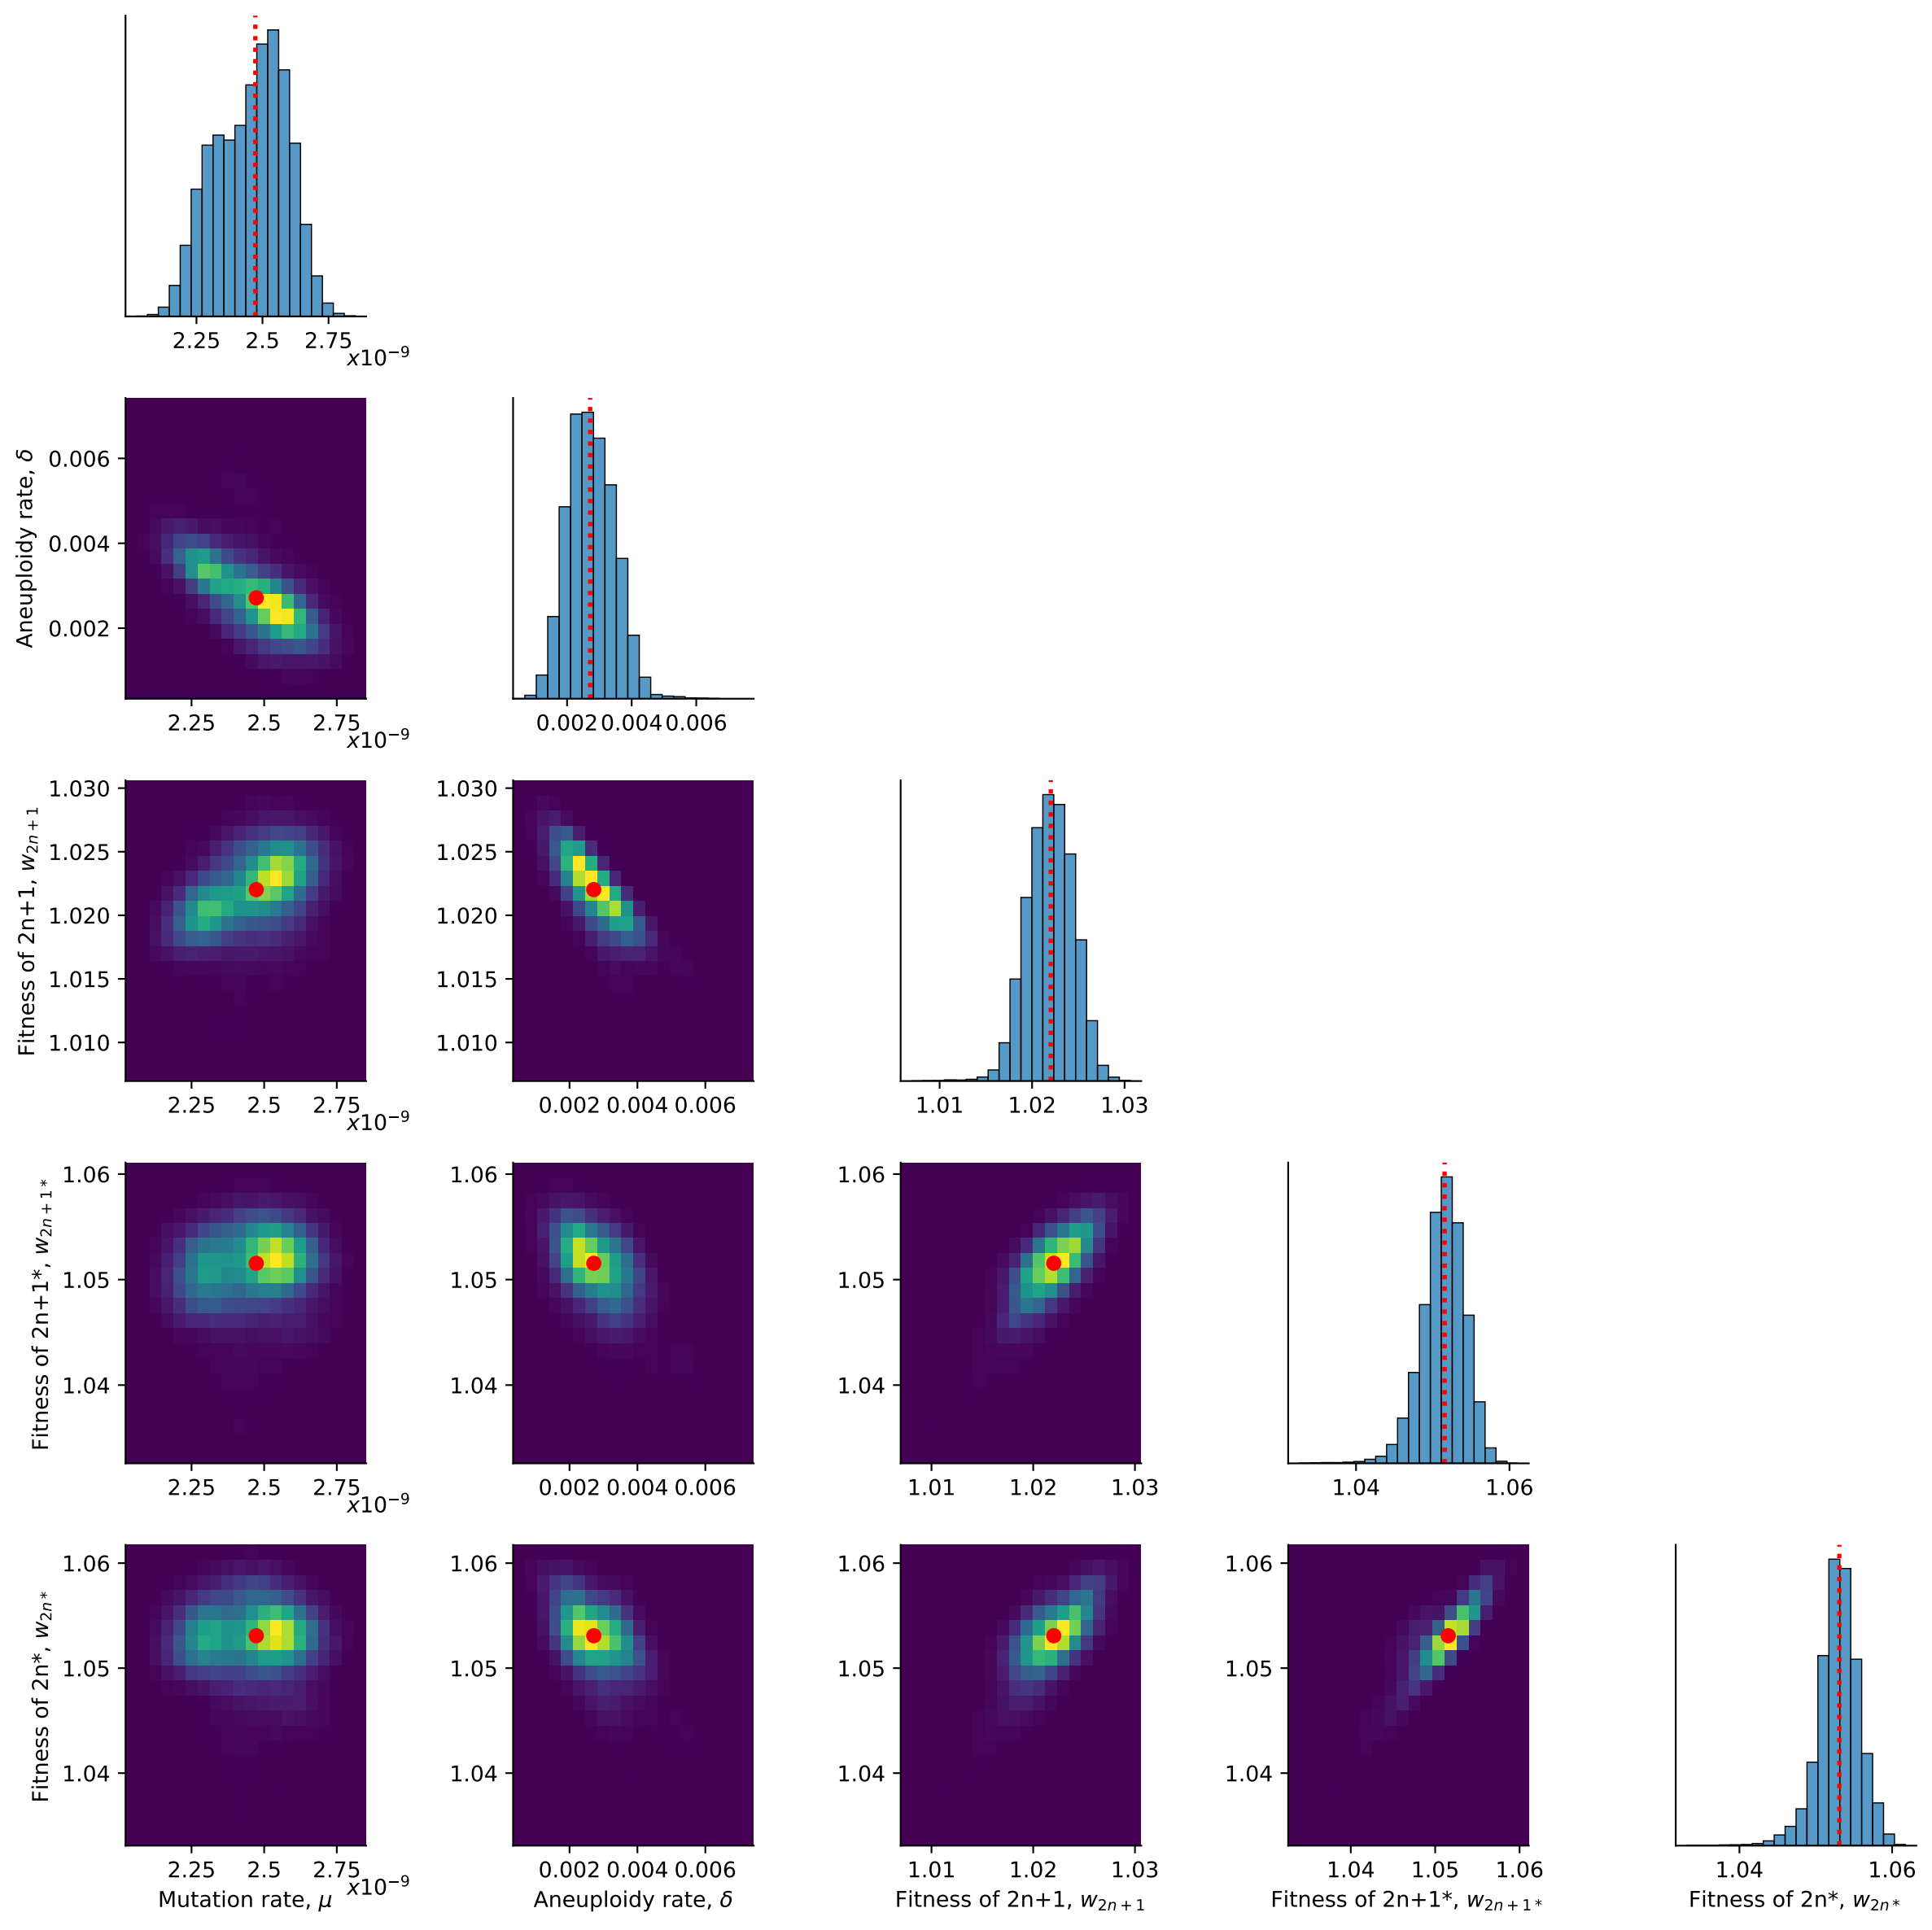 2.25 2.5 2.75
x10⁻⁹
Aneuploidy rate, δ
0.006
0.004
0.002
2.25 2.5 2.75
x10⁻⁹
0.002 0.004 0.006
Fitness of 2n+1, w₂ₙ₊₁
1.030
1.025
1.020
1.015
1.010
2.25 2.5 2.75
x10⁻⁹
1.030
1.025
1.020
1.015
1.010
0.002 0.004 0.006
1.01 1.02 1.03
Fitness of 2n+1*, w₂ₙ₊₁*
1.06
1.05
1.04
2.25 2.5 2.75
x10⁻⁹
1.06
1.05
1.04
0.002 0.004 0.006
1.06
1.05
1.04
1.01 1.02 1.03
1.04 1.06
Fitness of 2n*, w₂ₙ*
1.06
1.05
1.04
2.25 2.5 2.75
x10⁻⁹
Mutation rate, μ
1.06
1.05
1.04
0.002 0.004 0.006
Aneuploidy rate, δ
1.06
1.05
1.04
1.01 1.02 1.03
Fitness of 2n+1, w₂ₙ₊₁
1.06
1.05
1.04
1.04 1.05 1.06
Fitness of 2n+1*, w₂ₙ₊₁*
1.04 1.06
Fitness of 2n*, w₂ₙ*